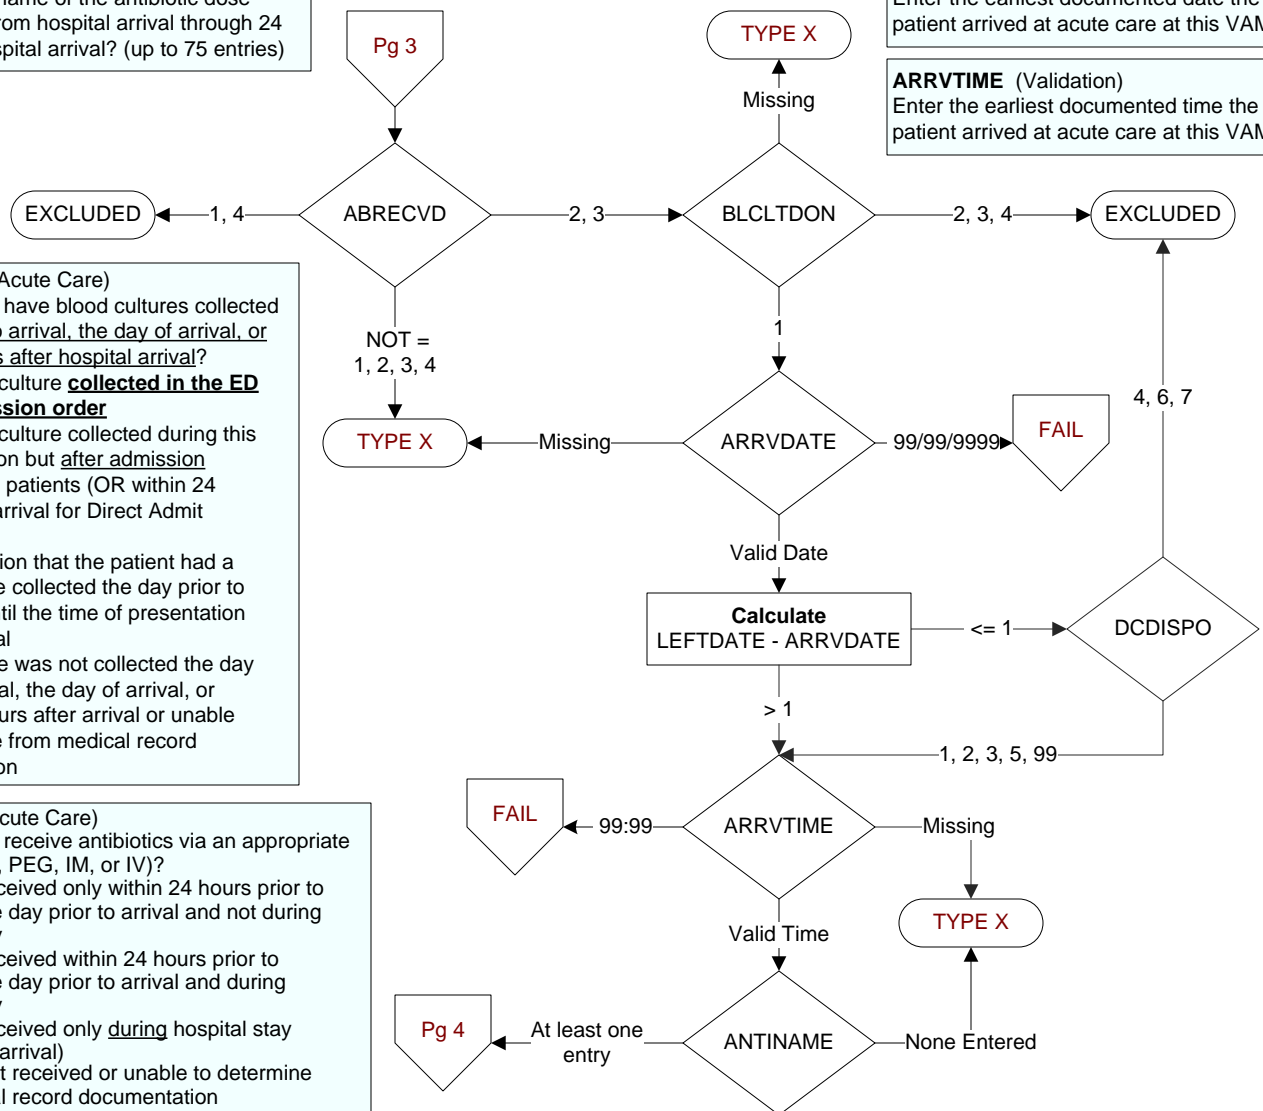 name of the antibiotic dose
from hospital arrival through 24
spital arrival? (up to 75 entries)
Pg 3
TYPE X
Missing
Enter the earliest documented date the
patient arrived at acute care at this VAM
ARRVTIME (Validation)
Enter the earliest documented time the
patient arrived at acute care at this VAM
EXCLUDED
1, 4
ABRECVD
2, 3
BLCLTDON
2, 3, 4
EXCLUDED
Acute Care)
have blood cultures collected
o arrival, the day of arrival, or
s after hospital arrival?
culture collected in the ED
ssion order
culture collected during this
on but after admission
patients (OR within 24
arrival for Direct Admit
ion that the patient had a
e collected the day prior to
til the time of presentation
al
e was not collected the day
al, the day of arrival, or
urs after arrival or unable
e from medical record
on
NOT =
1, 2, 3, 4
TYPE X
1
Missing
ARRVDATE
99/99/9999
FAIL
4, 6, 7
Valid Date
Calculate
LEFTDATE - ARRVDATE
<= 1
DCDISPO
> 1
1, 2, 3, 5, 99
FAIL
99:99
ARRVTIME
Missing
TYPE X
Valid Time
cute Care)
receive antibiotics via an appropriate
, PEG, IM, or IV)?
ceived only within 24 hours prior to
e day prior to arrival and not during
y
ceived within 24 hours prior to
e day prior to arrival and during
y
ceived only during hospital stay
arrival)
t received or unable to determine
al record documentation
Pg 4
At least one
entry
ANTINAME
None Entered